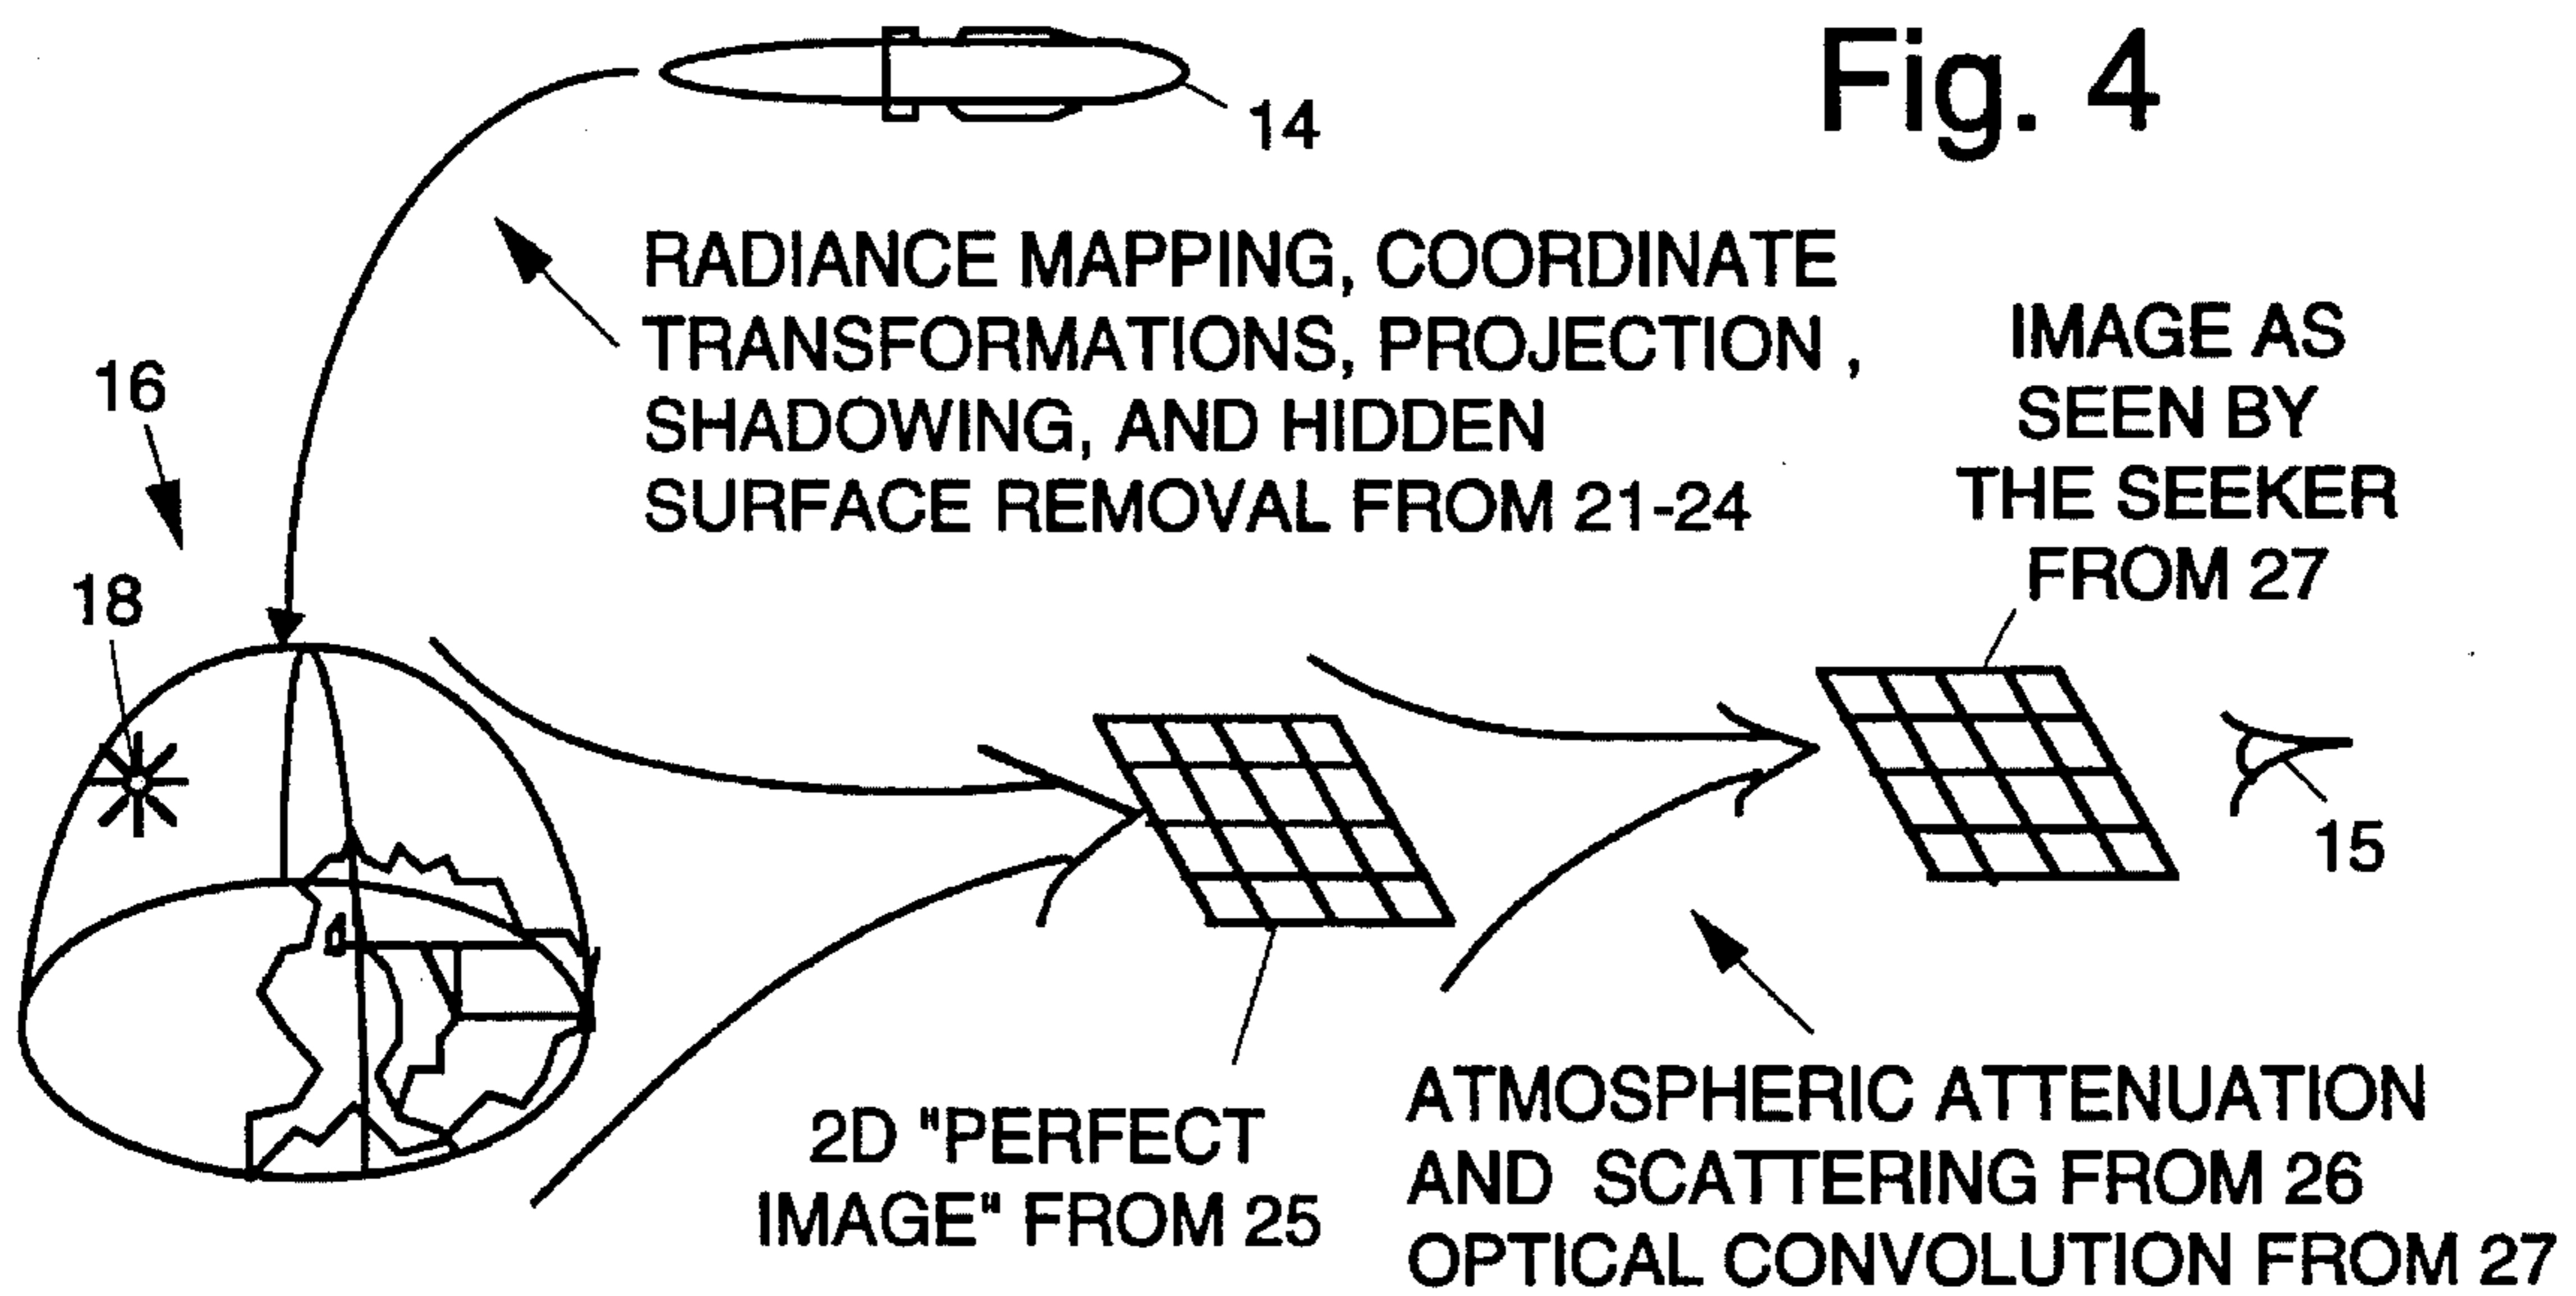 Fig. 4
14
RADIANCE MAPPING, COORDINATE
TRANSFORMATIONS, PROJECTION ,
SHADOWING, AND HIDDEN
SURFACE REMOVAL FROM 21-24
IMAGE AS
SEEN BY
THE SEEKER
FROM 27
16
18
15
2D "PERFECT
IMAGE" FROM 25
ATMOSPHERIC ATTENUATION
AND SCATTERING FROM 26
OPTICAL CONVOLUTION FROM 27